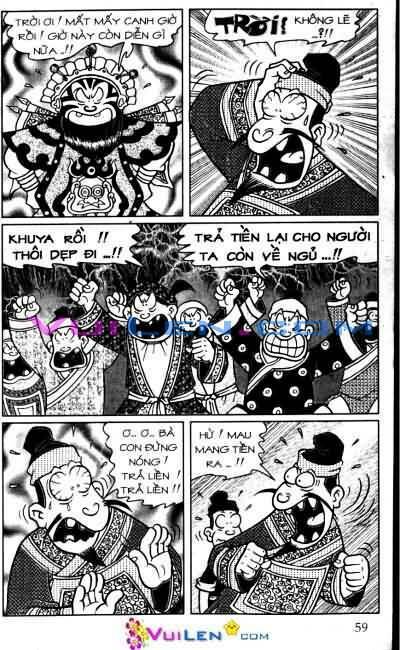 TRỜI ƠI! MẤT MẤY CANH GIỜ
RỒI! GIỜ NÀY CÒN DIỄN GÌ
NỮA ..!!
TRỜI!
KHÔNG LẼ
..?!!
KHUYA RỒI !!
THÔI DẸP ĐI ...!!
TRẢ TIỀN LẠI CHO NGƯỜI
TA CÒN VỀ NGỦ ...!!
VUILEN.COM
Ơ.. Ơ.. BÀ
CON ĐỪNG
NÓNG!
TRẢ LIỀN!
TRẢ LIỀN !!
HỪ! MAU
MANG TIỀN
RA ..!!
59
VUILEN COM